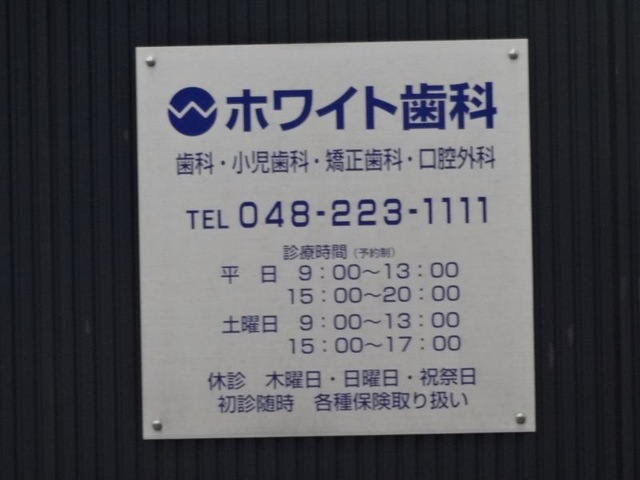 ホワイト歯科
歯科・小児歯科・矯正歯科・口腔外科
TEL 048-223-1111
診療時間(予約制)
平 日 9:00～13:00
15:00～20:00
土曜日 9:00～13:00
15:00～17:00
休診 木曜日・日曜日・祝祭日
初診随時 各種保険取り扱い